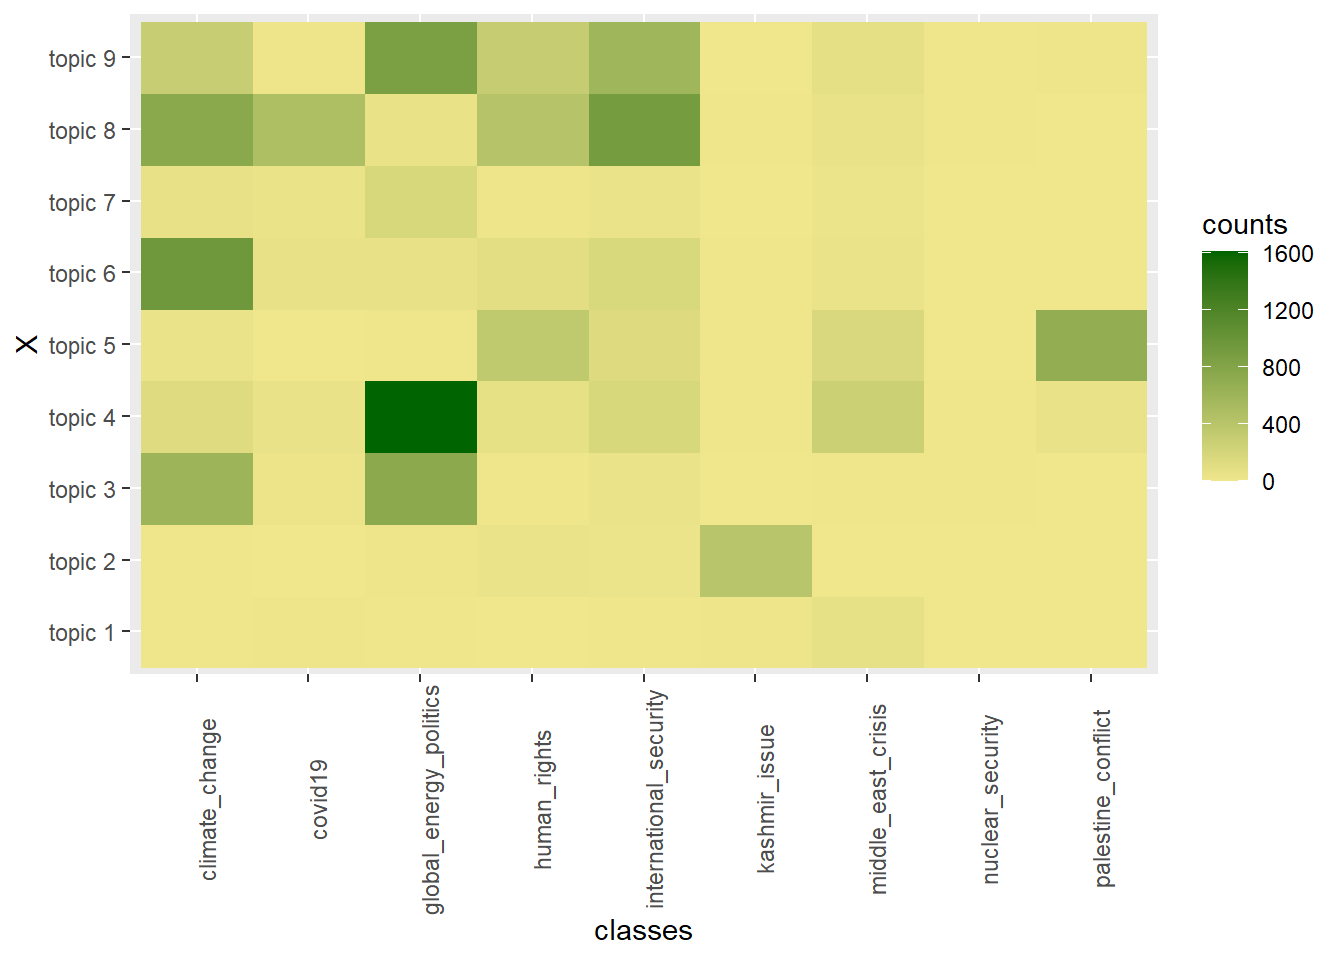 topic 9
topic 8
topic 7
topic 6
topic 5
topic 4
topic 3
topic 2
topic 1
X
climate_change
covid19
global_energy_politics
human_rights
international_security
kashmir_issue
middle_east_crisis
nuclear_security
palestine_conflict
classes
counts
1600
1200
800
400
0